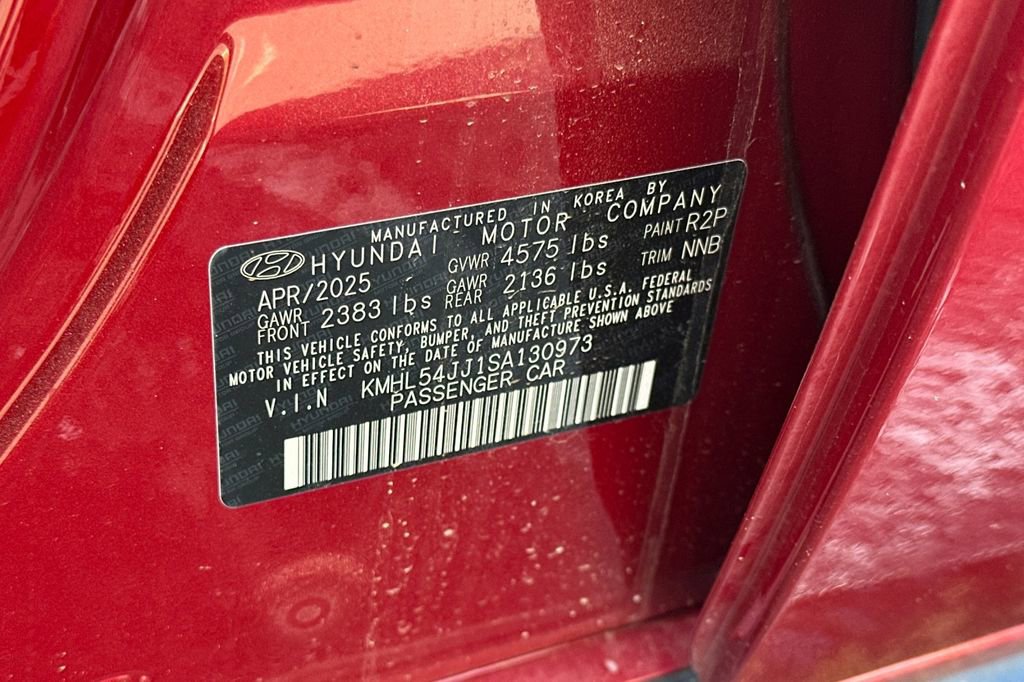 MANUFACTURED IN KOREA BY
HYUNDAI MOTOR COMPANY
APR/2025 GVWR 4575 lbs PAINT R2P
GAWR FRONT 2383 lbs GAWR REAR 2136 lbs TRIM NNB
THIS VEHICLE CONFORMS TO ALL APPLICABLE U.S.A. FEDERAL
MOTOR VEHICLE SAFETY, BUMPER, AND THEFT PREVENTION STANDARDS
IN EFFECT ON THE DATE OF MANUFACTURE SHOWN ABOVE
V.I.N KMHL54JJ1SA130973
PASSENGER CAR